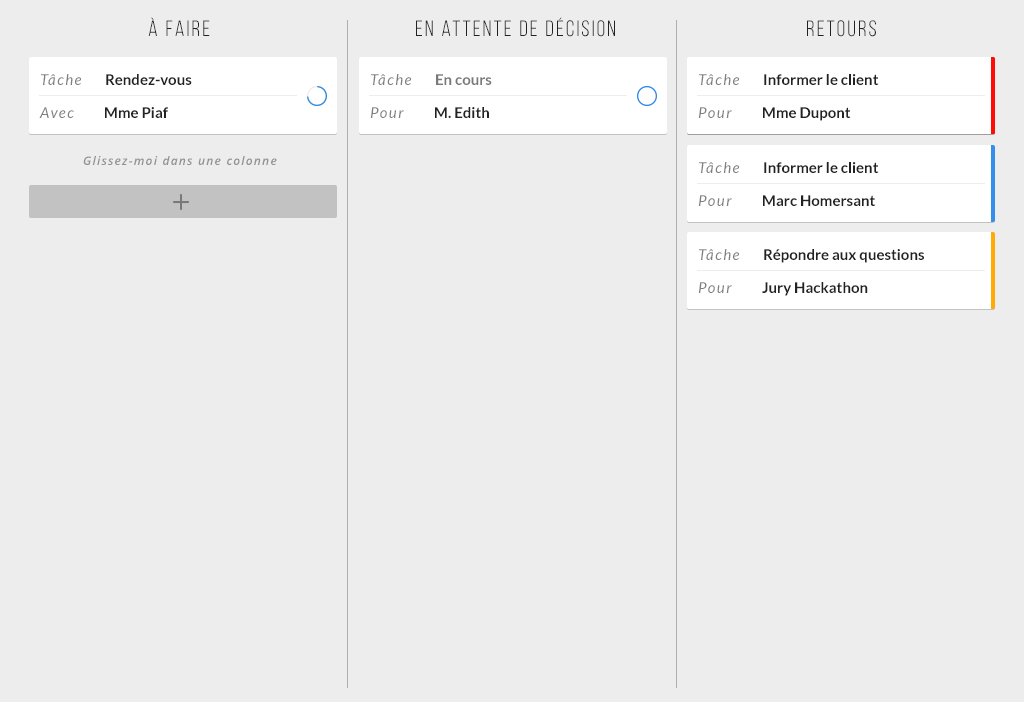 À FAIRE
Tâche Rendez-vous
Avec Mme Piaf
Glissez-moi dans une colonne
+
EN ATTENTE DE DÉCISION
Tâche En cours
Pour M. Edith
RETOURS
Tâche Informer le client
Pour Mme Dupont
Tâche Informer le client
Pour Marc Homersant
Tâche Répondre aux questions
Pour Jury Hackathon